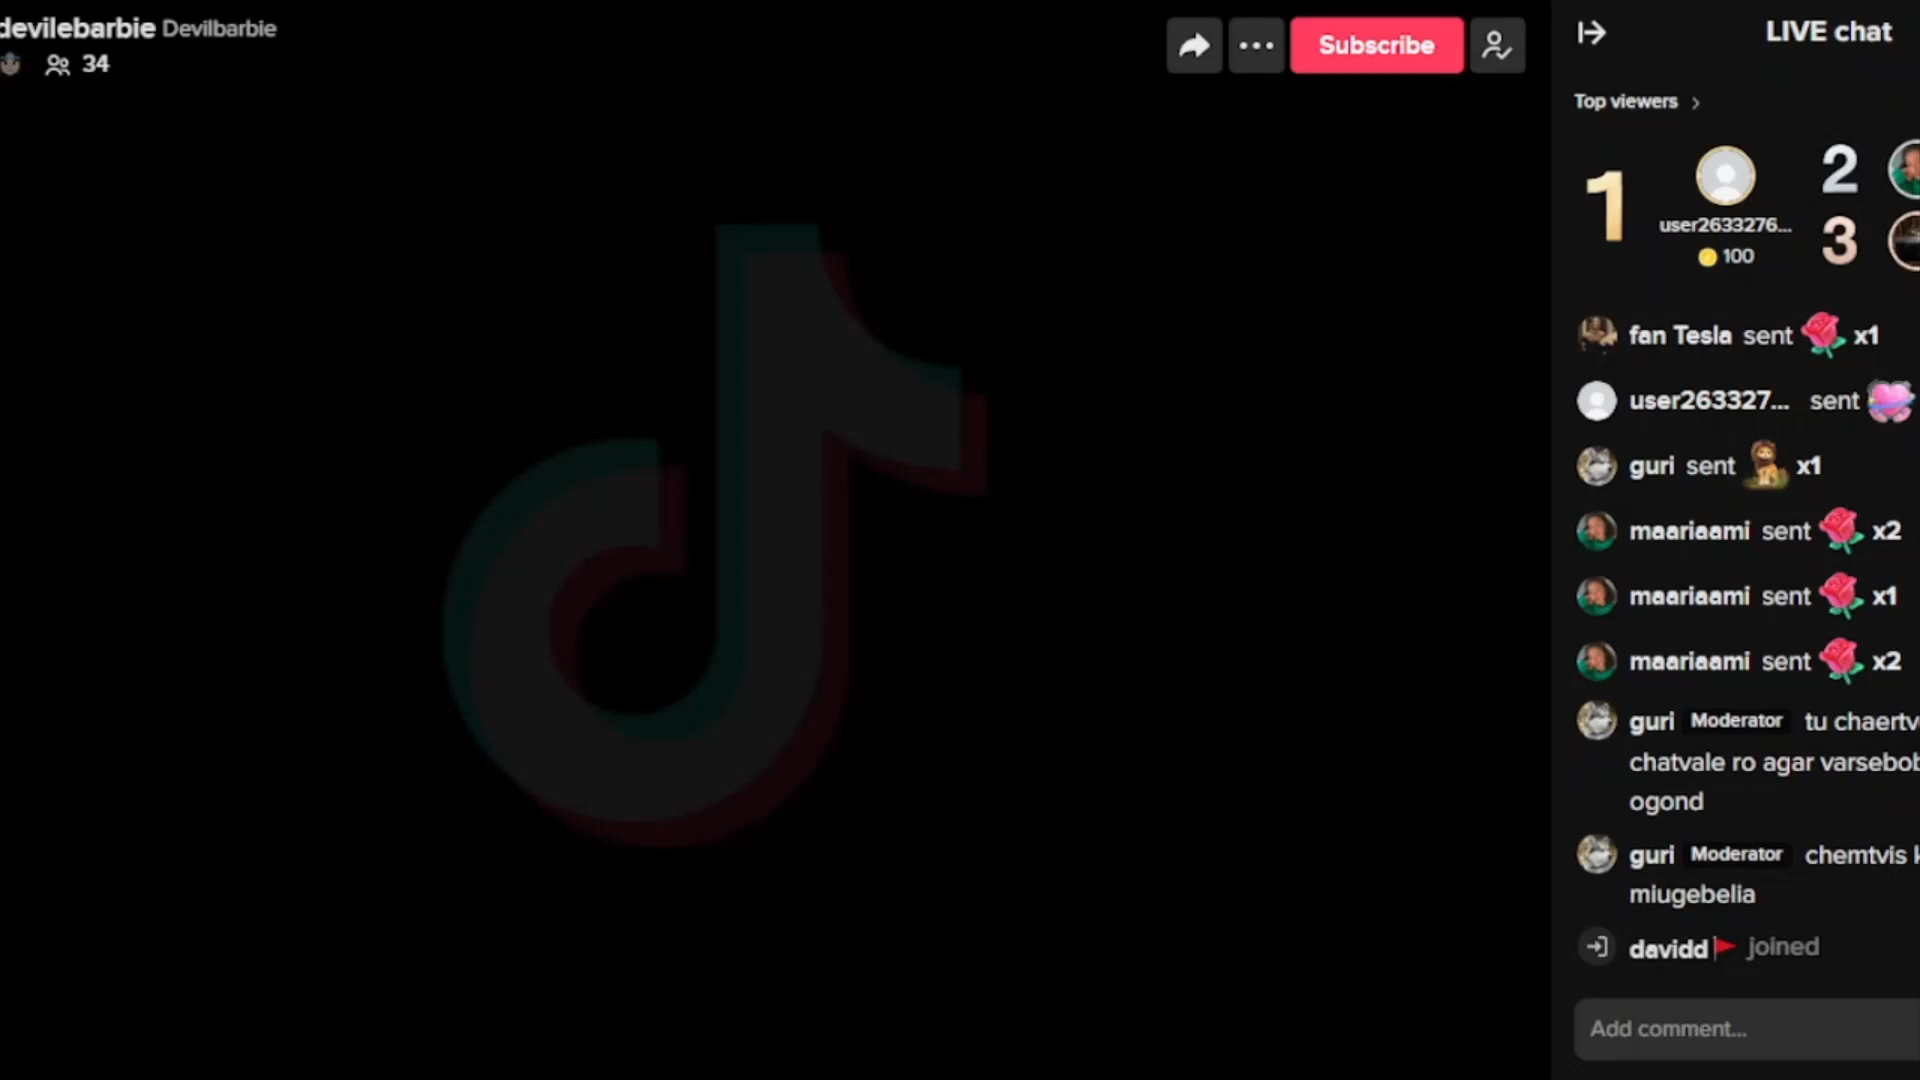 devilebarbie Devilbarbie
34
Subscribe
LIVE chat
Top viewers
1
user2633276...
100
2
3
fan Tesla sent x1
user263327... sent
guri sent x1
maariaami sent x2
maariaami sent x1
maariaami sent x2
guri Moderator tu
chatvale ro agar
ogond
guri Moderator chemtvis
miugebelia
davidd joined
Add comment...